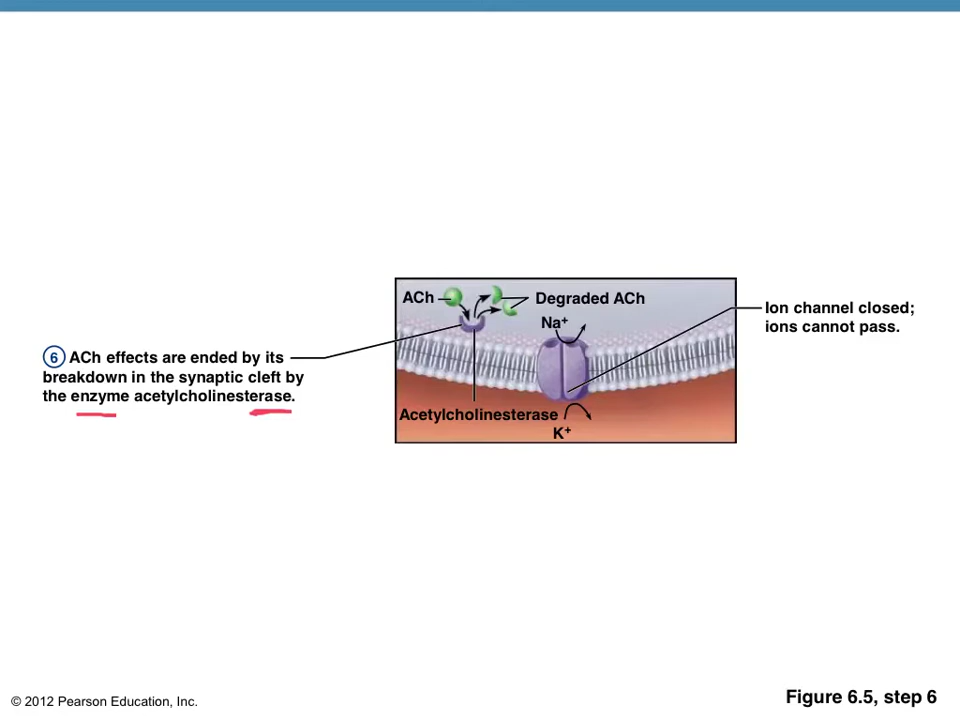 ACh
Degraded ACh
Na+
Ion channel closed;
ions cannot pass.
6 ACh effects are ended by its
breakdown in the synaptic cleft by
the enzyme acetylcholinesterase.
Acetylcholinesterase
K+
© 2012 Pearson Education, Inc.
Figure 6.5, step 6